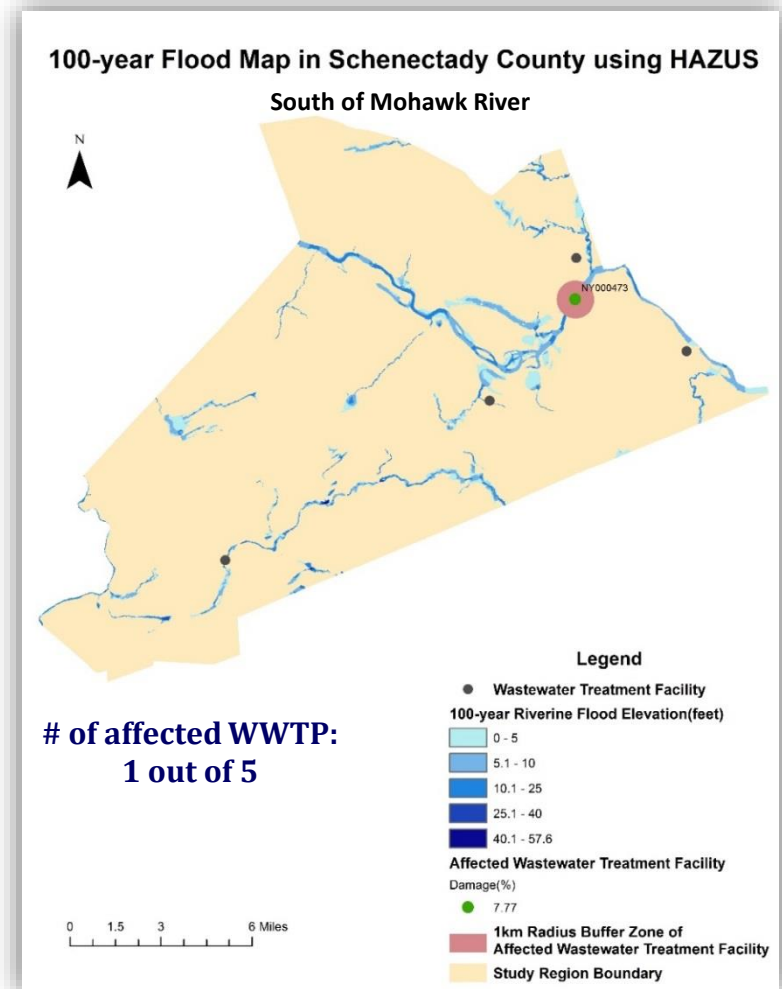 100-year Flood Map in Schenectady County using HAZUS
South of Mohawk River
N
NY000473
# of affected WWTP:
1 out of 5
0 1.5 3 6 Miles
Legend
Wastewater Treatment Facility
100-year Riverine Flood Elevation(feet)
0 - 5
5.1 - 10
10.1 - 25
25.1 - 40
40.1 - 57.6
Affected Wastewater Treatment Facility
Damage(%)
7.77
1km Radius Buffer Zone of
Affected Wastewater Treatment Facility
Study Region Boundary